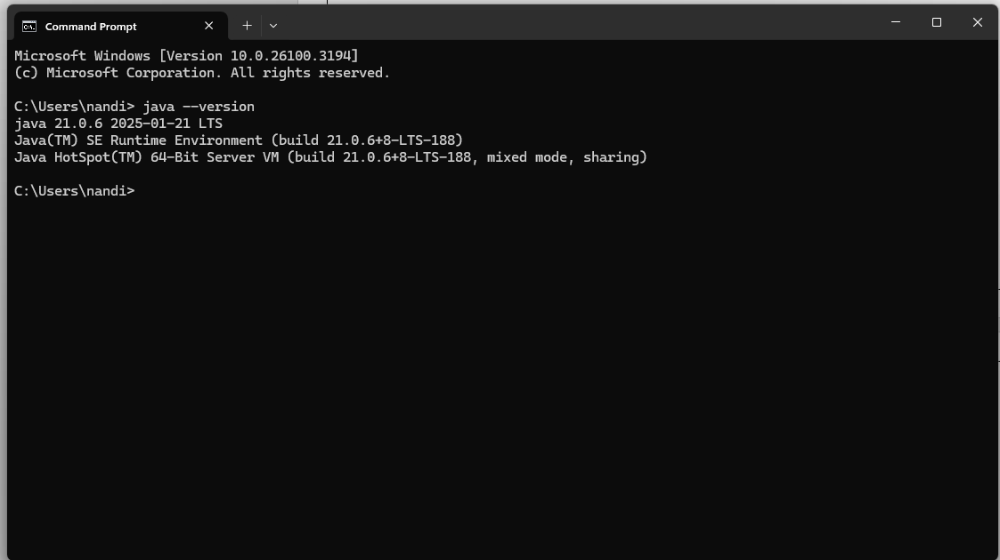 Command Prompt
Microsoft Windows [Version 10.0.26100.3194]
(c) Microsoft Corporation. All rights reserved.
C:\Users\nandi> java --version
java 21.0.6 2025-01-21 LTS
Java(TM) SE Runtime Environment (build 21.0.6+8-LTS-188)
Java HotSpot(TM) 64-Bit Server VM (build 21.0.6+8-LTS-188, mixed mode, sharing)
C:\Users\nandi>